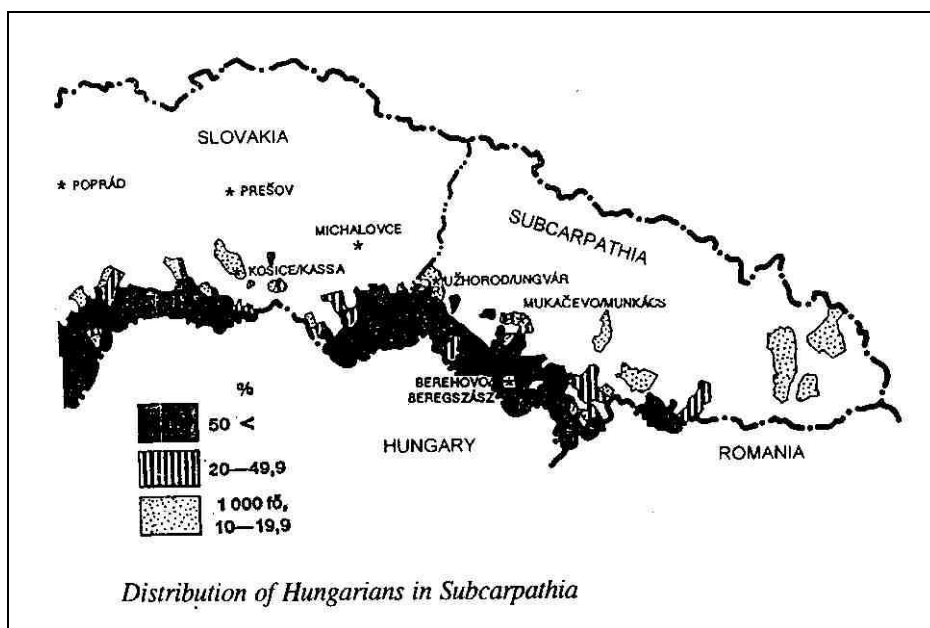 SLOVAKIA
* POPRÁD
* PREŠOV
MICHALOVCE
*
SUBCARPATHIA
* KOSICE/KASSA
* UŽHOROD/UNGVÁR
MUKAČEVO/MUNKÁCS
BEREHOVO/
BEREGSZÁSZ
*
HUNGARY
ROMANIA
%
50 <
20—49,9
1 000 fő,
10—19,9
Distribution of Hungarians in Subcarpathia